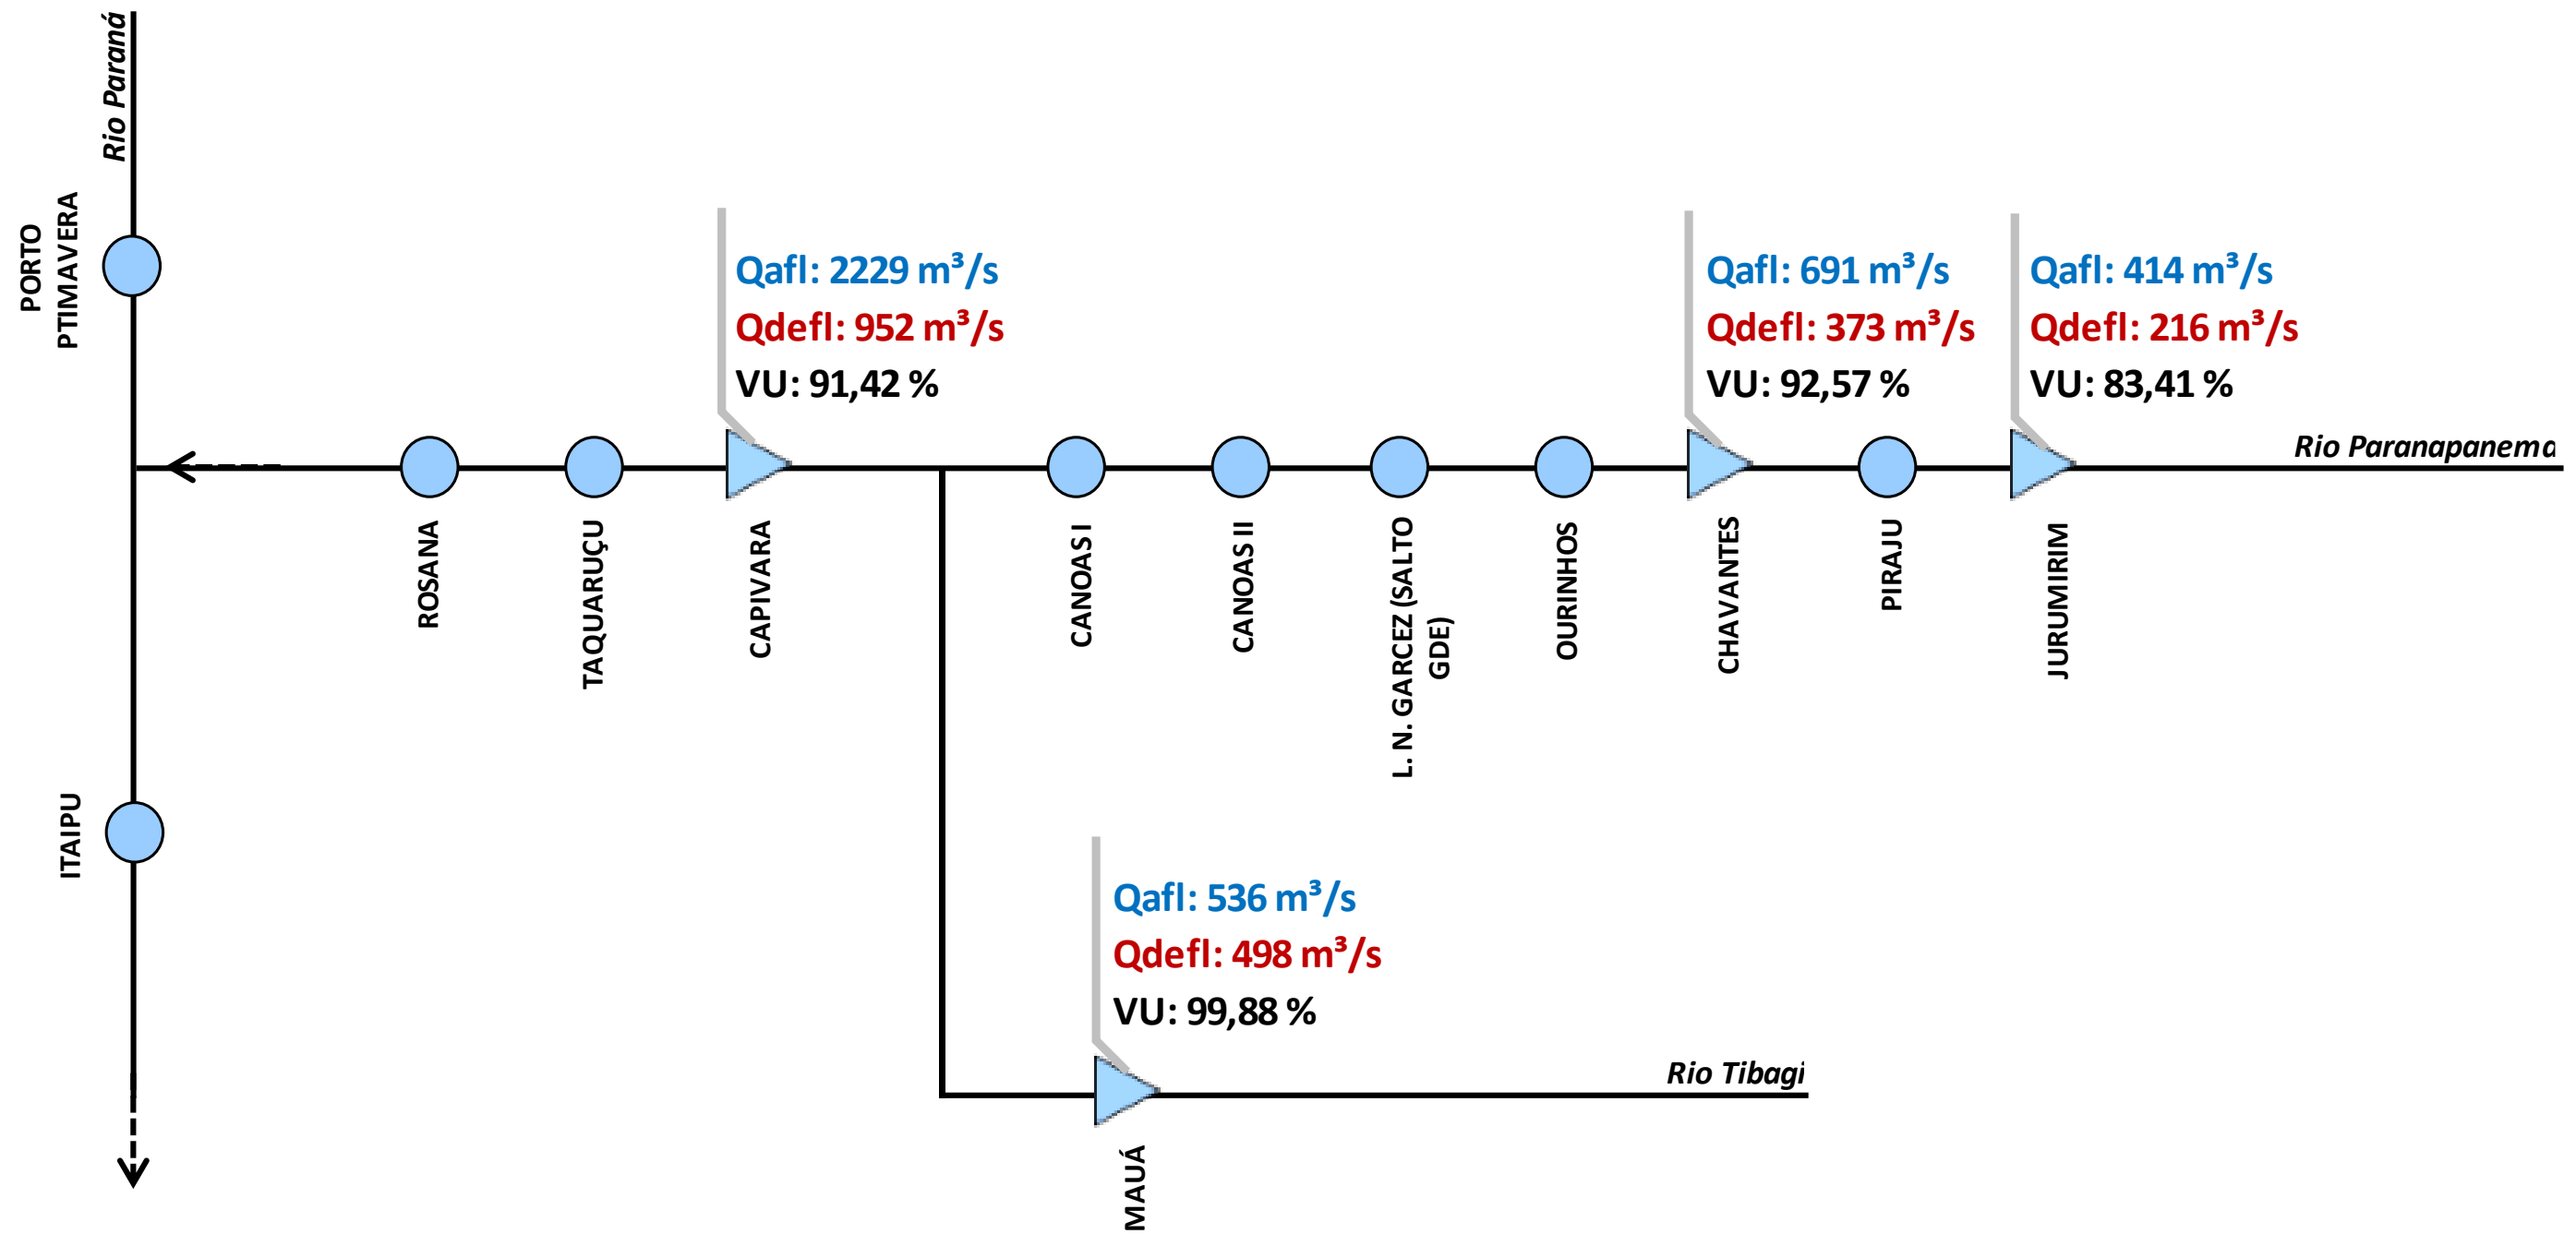 Rio Paraná
PORTO
PTIMAVERA
Qafl: 2229 m³/s
Qdefl: 952 m³/s
VU: 91,42 %
Qafl: 691 m³/s
Qdefl: 373 m³/s
VU: 92,57 %
Qafl: 414 m³/s
Qdefl: 216 m³/s
VU: 83,41 %
Rio Paranapanema
ROSANA
TAQUARUÇU
CAPIVARA
CANOAS I
CANOAS II
L. N. GARCEZ (SALTO
GDE)
OURINHOS
CHAVANTES
PIRAJU
JURUMIRIM
ITAIPU
Qafl: 536 m³/s
Qdefl: 498 m³/s
VU: 99,88 %
Rio Tibagi
MAUÁ